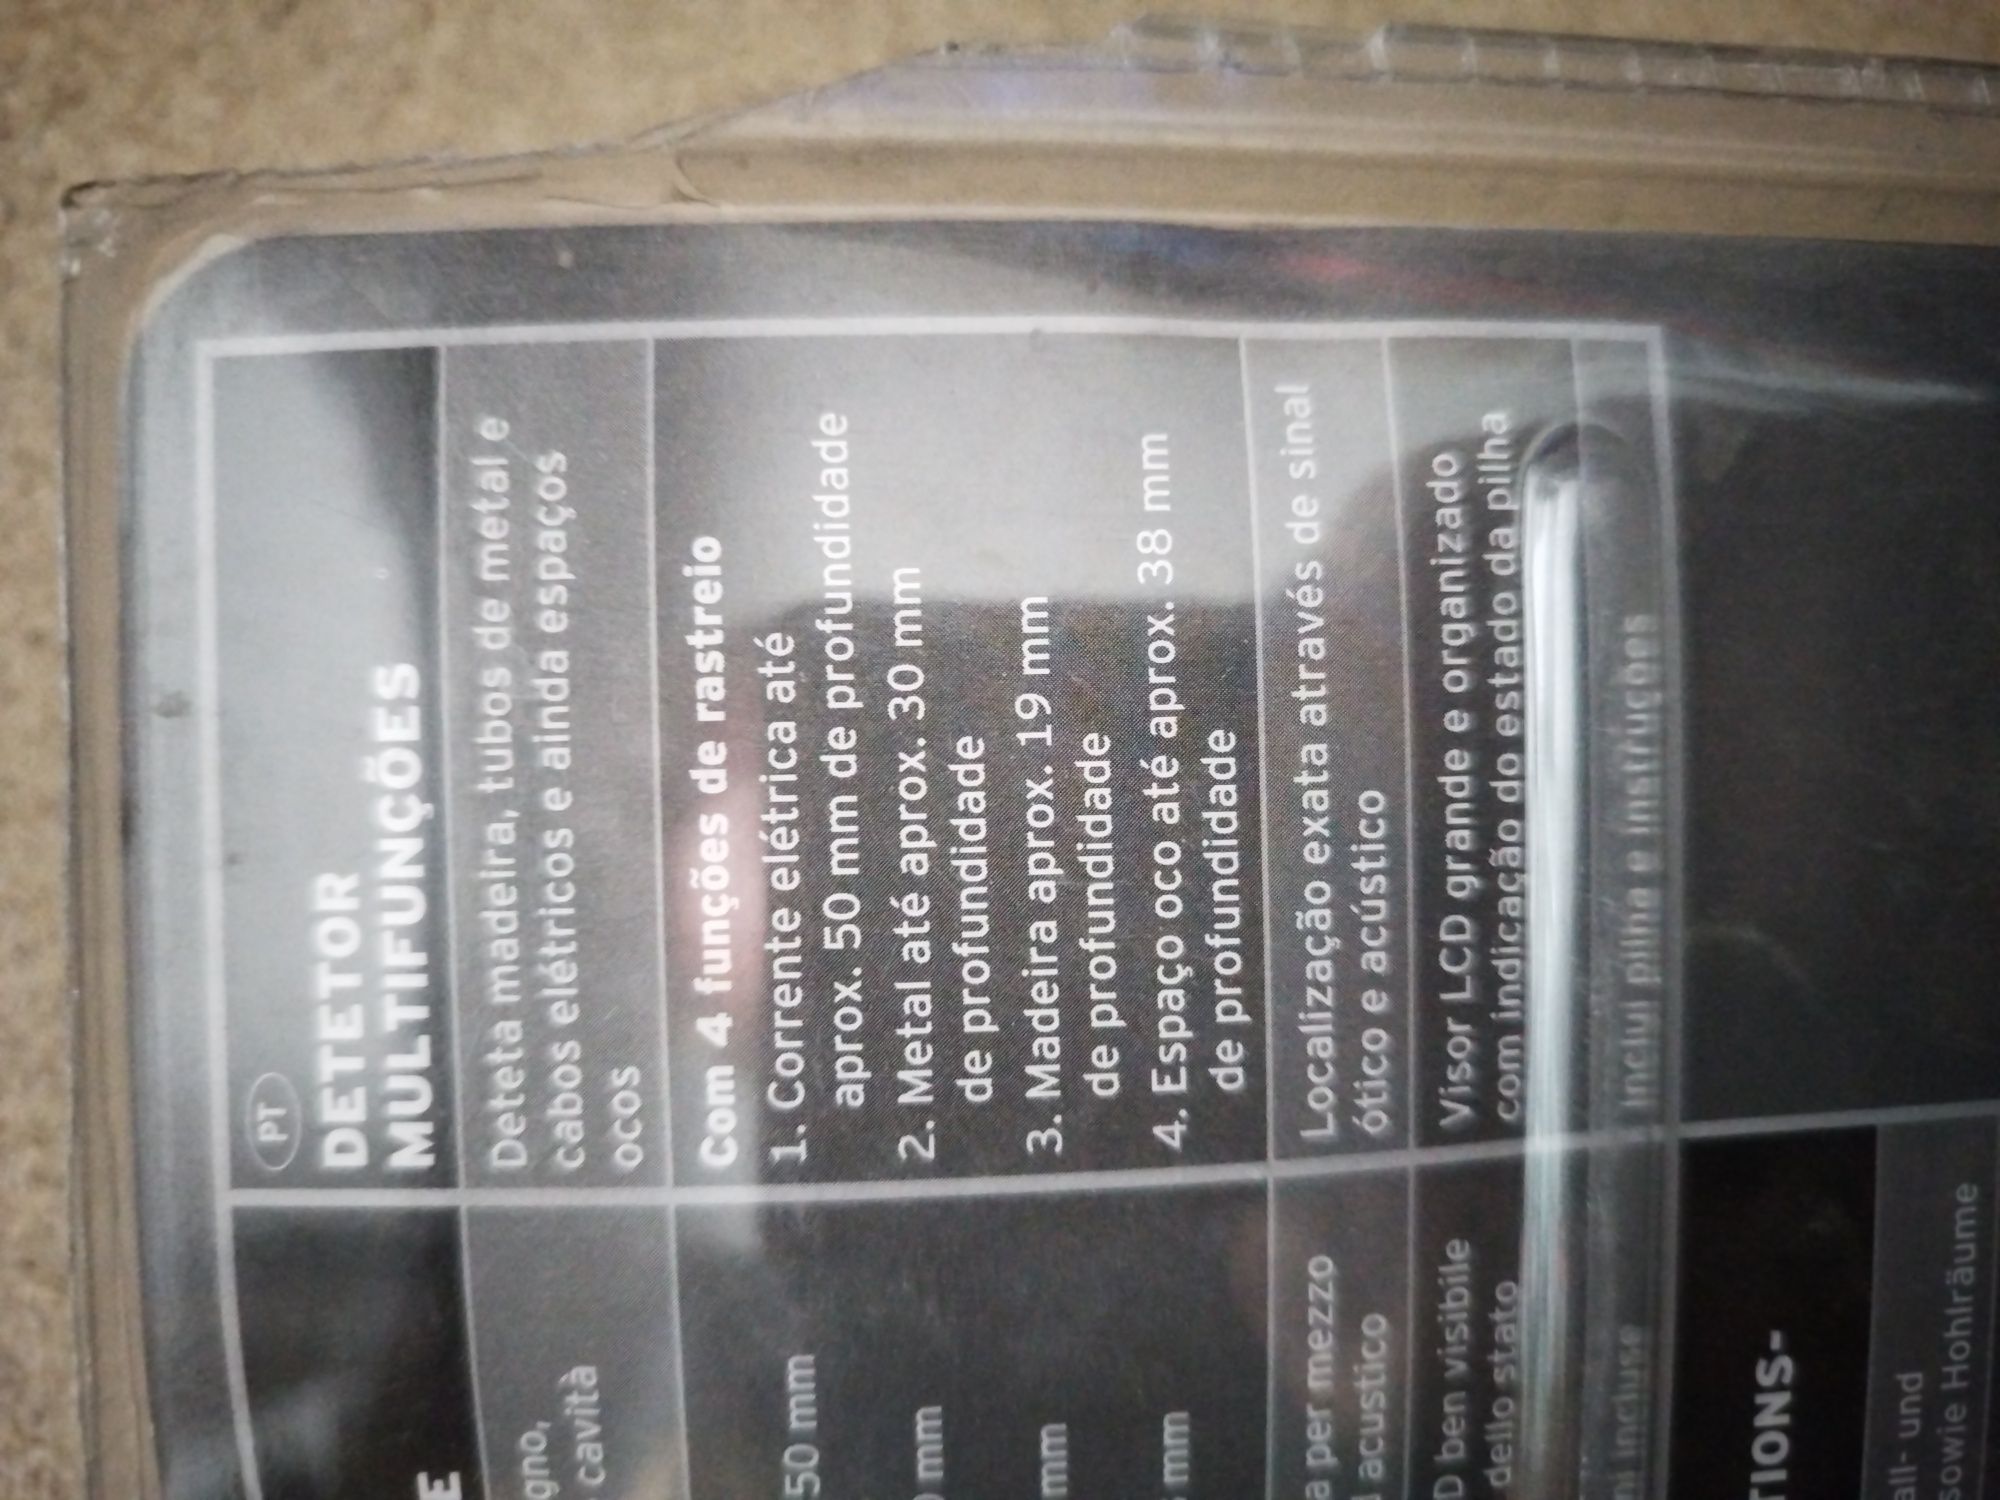 PT
DETETOR
MULTIFUNÇÕES
Deteta madeira, tubos de metal e
cabos elétricos e ainda espaços
ocos
Com 4 funções de rastreio
1. Corrente elétrica até
aprox. 50 mm de profundidade
2. Metal até aprox. 30 mm
de profundidade
3. Madeira aprox. 19 mm
de profundidade
4. Espaço oco até aprox. 38 mm
de profundidade
Localização exata através de sinal
ótico e acústico
Visor LCD grande e organizado
com indicação do estado da pilha
Inclui pilha e instruções
E
gno,
cavità
50 mm
mm
mm
mm
a per mezzo
acustico
D ben visibile
dello stato
ni incluse
TIONS-
all- und
sowie Hohlräume